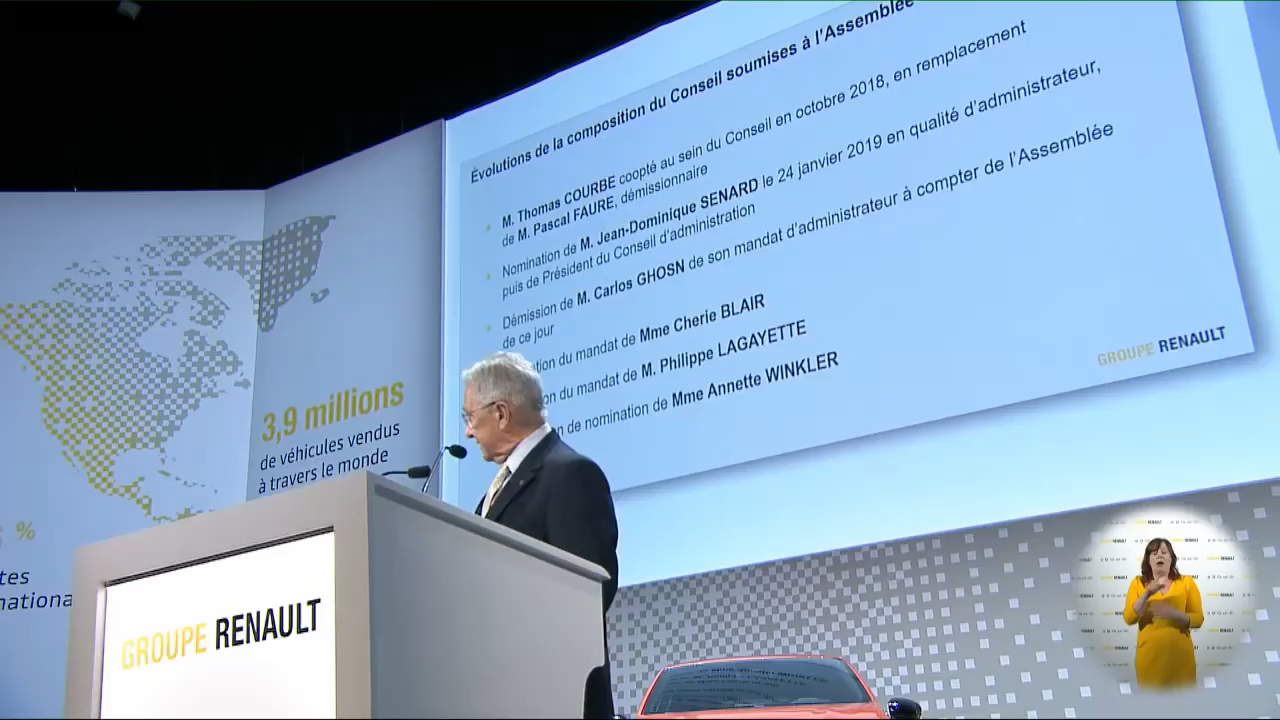 Évolutions de la composition du Conseil soumises à l'Assemblée
M. Thomas COURBE coopté au sein du Conseil en octobre 2018, en remplacement
de M. Pascal FAURE, démissionnaire
Nomination de M. Jean-Dominique SENARD le 24 janvier 2019 en qualité d'administrateur,
puis de Président du Conseil d'administration
Démission de M. Carlos GHOSN de son mandat d'administrateur à compter de l'Assemblée
de ce jour
tion du mandat de Mme Cherie BLAIR
on du mandat de M. Philippe LAGAYETTE
n de nomination de Mme Annette WINKLER
GROUPE RENAULT
3,9 millions
de véhicules vendus
à travers le monde
%
tes
nationa
GROUPE RENAULT